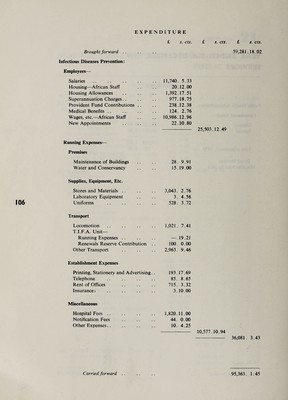 EXPENDITURE
£ s. cts. £ s. cts. £ s. cts.
Brought forward .. 59,281. 18. 02
Infectious Diseases Prevention:
Employees—
Salaries .. 11,740. 5.33
Housing—African Staff .. 20.12.00
Housing Allowances .. 1,392.17.51
Superannuation Charges .. 977.18.75
Provident Fund Contributions .. 238.12.38
Medical Benefits .. 124. 2.76
Wages, etc.—African Staff .. 10,986.12.96
New Appointments .. 22.10.80
25,503.12.49
Running Expenses—
Premises
Maintenance of Buildings .. 28. 9.91
Water and Conservancy .. 15.19.00
Supplies, Equipment, Etc.
Stores and Materials .. 3,043. 2.76
Laboratory Equipment .. 3. 4.56
Uniforms .. 528. 3.72
Transport
Locomotion .. 1,023. 7.41
T.I.F.A. Unit—
Running Expenses .. — 19.21
Renewals Reserve Contribution .. 100. 0.00
Other Transport .. 2,963. 9.46
Establishment Expenses
Printing, Stationery and Advertising .. 193.17.69
Telephone .. 85. 8.65
Rent of Offices .. 715. 3.32
Insurance: .. 3.10.00
Miscellaneous
Hospital Fees .. 1,820.11.00
Notification Fees .. 44. 0.00
Other Expenses .. 10. 4.25
10,577.10.94
36,081. 3.43
106
Carried forward .. 95,363. 1.45